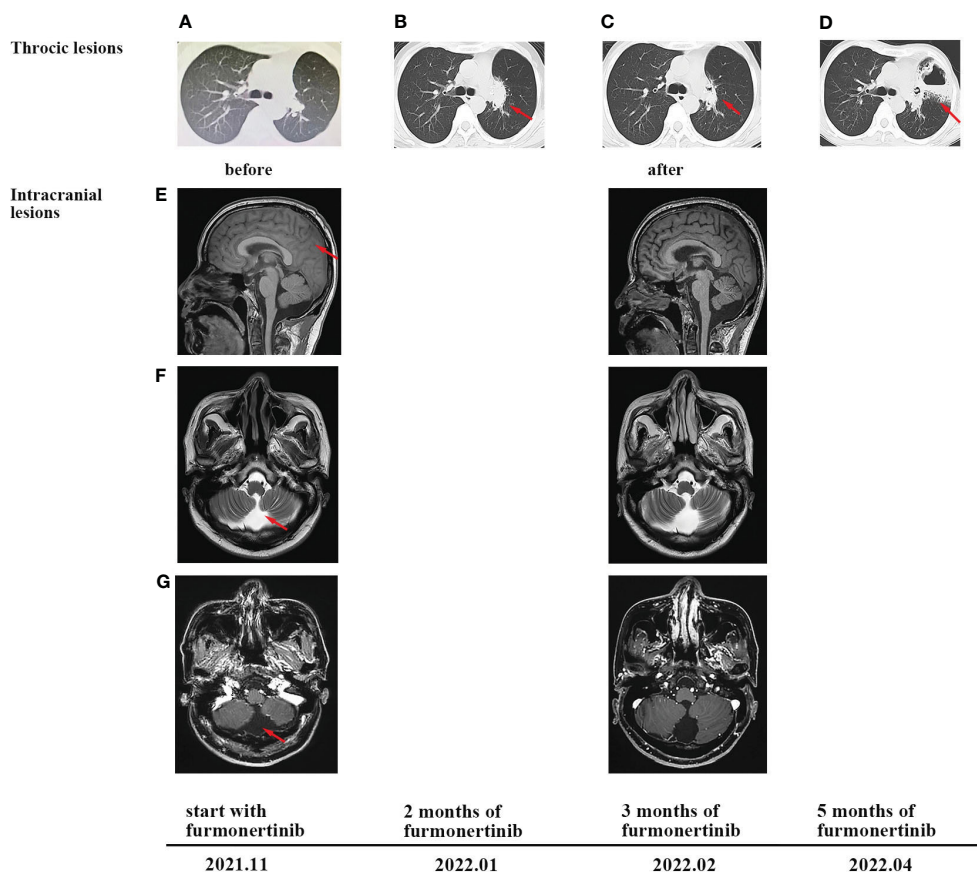 A
B
C
D
Throcic lesions
before
after
Intracranial
lesions
E
F
G
start with
furmonertinib
2 months of
furmonertinib
3 months of
furmonertinib
5 months of
furmonertinib
2021.11
2022.01
2022.02
2022.04